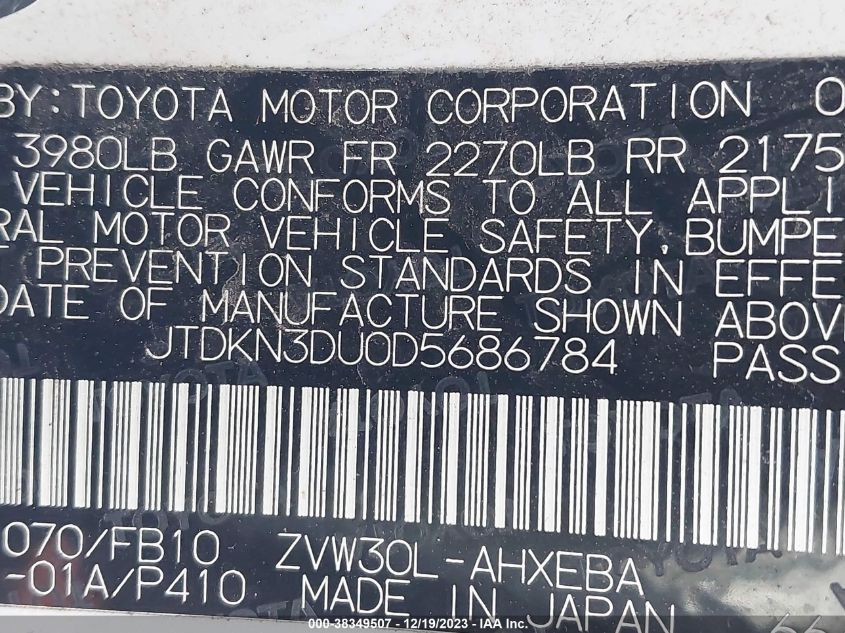 BY: TOYOTA MOTOR CORPORATION 0
3980LB GAWR FR 2270LB RR 2175
VEHICLE CONFORMS TO ALL APPLI
RAL MOTOR VEHICLE SAFETY, BUMPE
PREVENTION STANDARDS IN EFFE
DATE OF MANUFACTURE SHOWN ABOVE
JTDKN3DU0D5686784 PASS
070/FB10 ZVW30L-AHXEBA
-01A/P410 MADE IN JAPAN
000-38349507 - 12/19/2023 - IAA Inc.